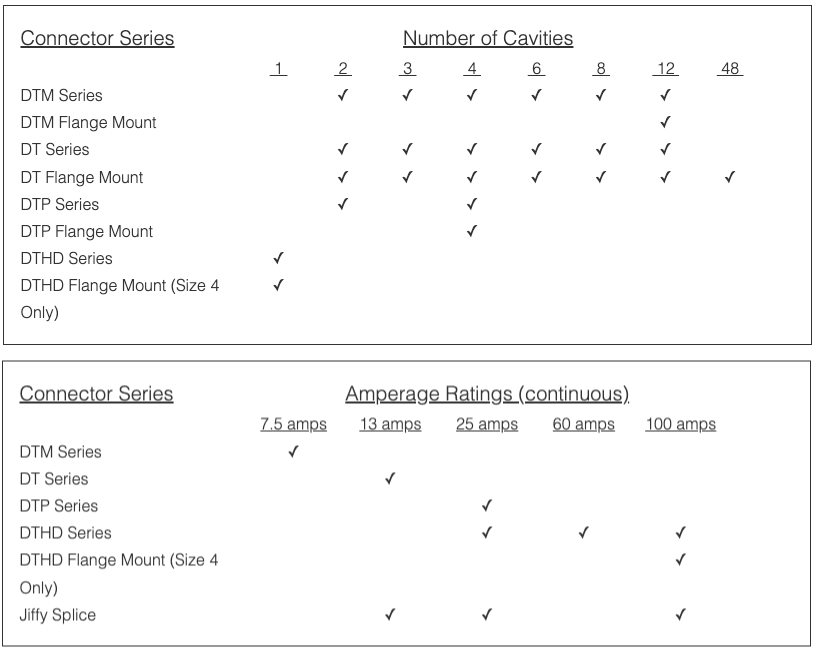 Connector Series Number of Cavities
1 2 3 4 6 8 12 48
DTM Series ✓ ✓ ✓ ✓ ✓ ✓
DTM Flange Mount ✓
DT Series ✓ ✓ ✓ ✓ ✓ ✓
DT Flange Mount ✓ ✓ ✓ ✓ ✓ ✓ ✓
DTP Series ✓ ✓
DTP Flange Mount ✓
DTHD Series ✓
DTHD Flange Mount (Size 4 ✓
Only)
Connector Series Amperage Ratings (continuous)
7.5 amps 13 amps 25 amps 60 amps 100 amps
DTM Series ✓
DT Series ✓
DTP Series ✓
DTHD Series ✓ ✓ ✓
DTHD Flange Mount (Size 4 ✓
Only)
Jiffy Splice ✓ ✓ ✓